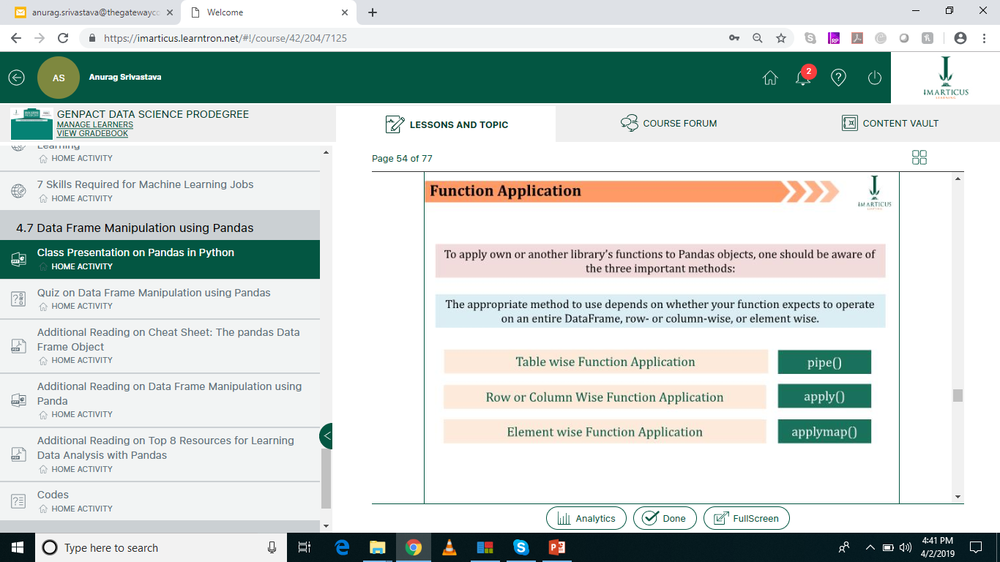 anurag.srivastava@thegatewayco
Welcome
https://imarticus.learntron.net/#!/course/42/204/7125
AS
Anurag Srivastava
2
IMARTICUS
LEARNING
GENPACT DATA SCIENCE PRODEGREE
MANAGE LEARNERS
VIEW GRADEBOOK
LESSONS AND TOPIC
COURSE FORUM
CONTENT VAULT
Learning
HOME ACTIVITY
7 Skills Required for Machine Learning Jobs
HOME ACTIVITY
4.7 Data Frame Manipulation using Pandas
Class Presentation on Pandas in Python
HOME ACTIVITY
Quiz on Data Frame Manipulation using Pandas
HOME ACTIVITY
Additional Reading on Cheat Sheet: The pandas Data
Frame Object
HOME ACTIVITY
Additional Reading on Data Frame Manipulation using
Panda
HOME ACTIVITY
Additional Reading on Top 8 Resources for Learning
Data Analysis with Pandas
HOME ACTIVITY
Codes
HOME ACTIVITY
Page 54 of 77
Function Application
IMARTICUS
To apply own or another library's functions to Pandas objects, one should be aware of
the three important methods:
The appropriate method to use depends on whether your function expects to operate
on an entire DataFrame, row- or column-wise, or element wise.
Table wise Function Application
pipe()
Row or Column Wise Function Application
apply()
Element wise Function Application
applymap()
Analytics
Done
FullScreen
Type here to search
4:41 PM
4/2/2019